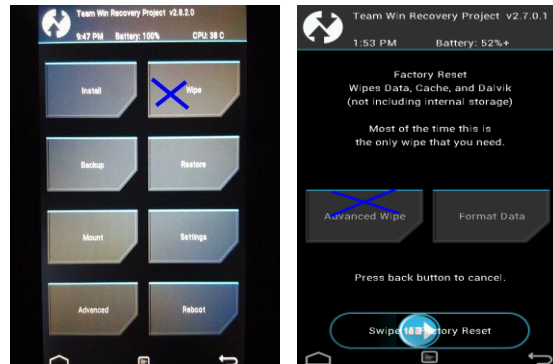 Team Win Recovery Project v2.8.2.0
9:47 PM Battery: 100% CPU: 38 C
Install
Wipe
Backup
Restore
Mount
Settings
Advanced
Reboot
Team Win Recovery Project v2.7.0.1
1:53 PM Battery: 52%+
Factory Reset
Wipes Data, Cache, and Dalvik
(not including internal storage)
Most of the time this is
the only wipe that you need.
Advanced Wipe
Format Data
Press back button to cancel.
Swipe to Factory Reset